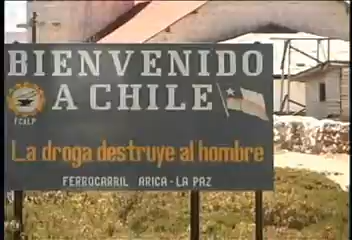 BIENVENIDO
A CHILE
FCALP
La droga destruye al hombre
FERROCARRIL ARICA - LA PAZ